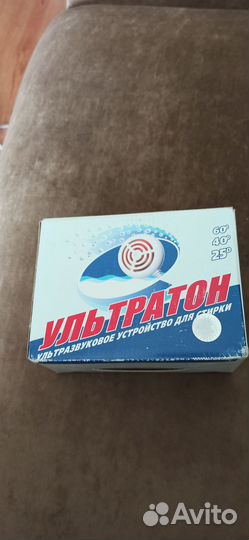 60°
40°
25°
УЛЬТРАТОН
УЛЬТРАЗВУКОВОЕ УСТРОЙСТВО ДЛЯ СТИРКИ
Avito